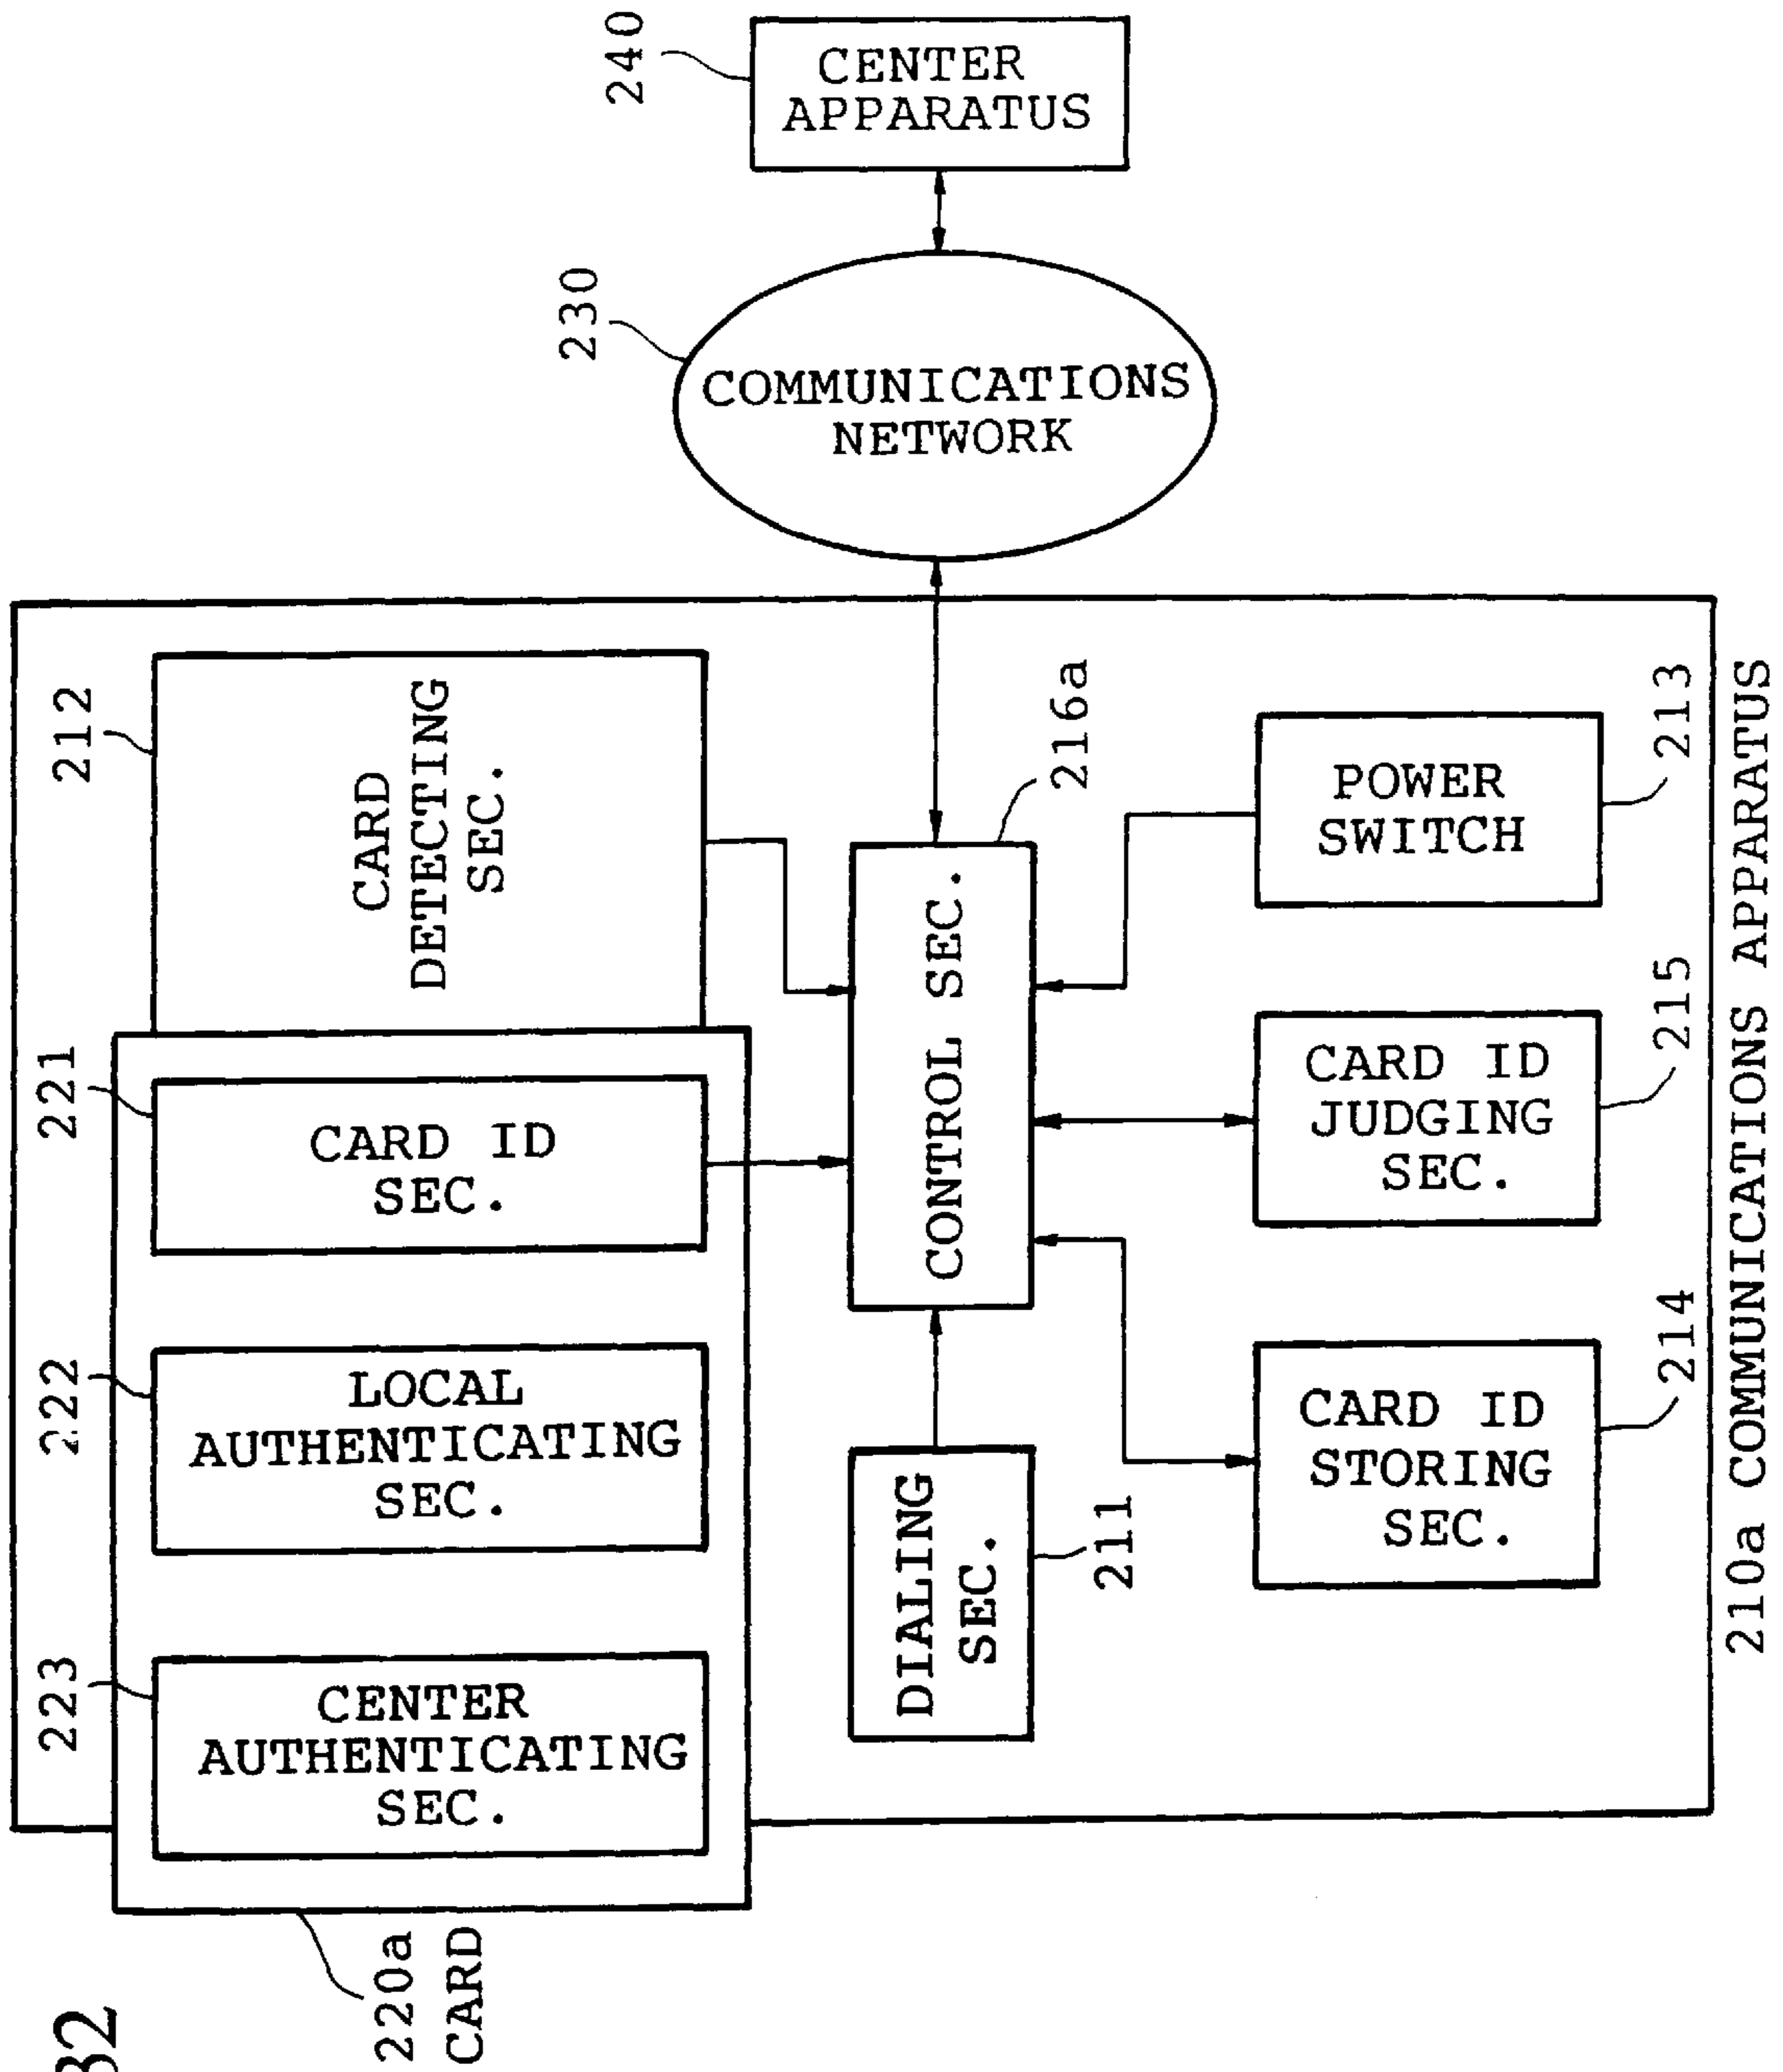 240
CENTER
APPARATUS
230
COMMUNICATIONS
NETWORK
212
CARD
DETECTING
SEC.
221
CARD ID
SEC.
222
LOCAL
AUTHENTICATING
SEC.
223
CENTER
AUTHENTICATING
SEC.
216a
CONTROL SEC.
DIALING
SEC.
211
POWER
SWITCH
213
CARD ID
JUDGING
SEC.
215
CARD ID
STORING
SEC.
214
210a COMMUNICATIONS APPARATUS
220a
CARD